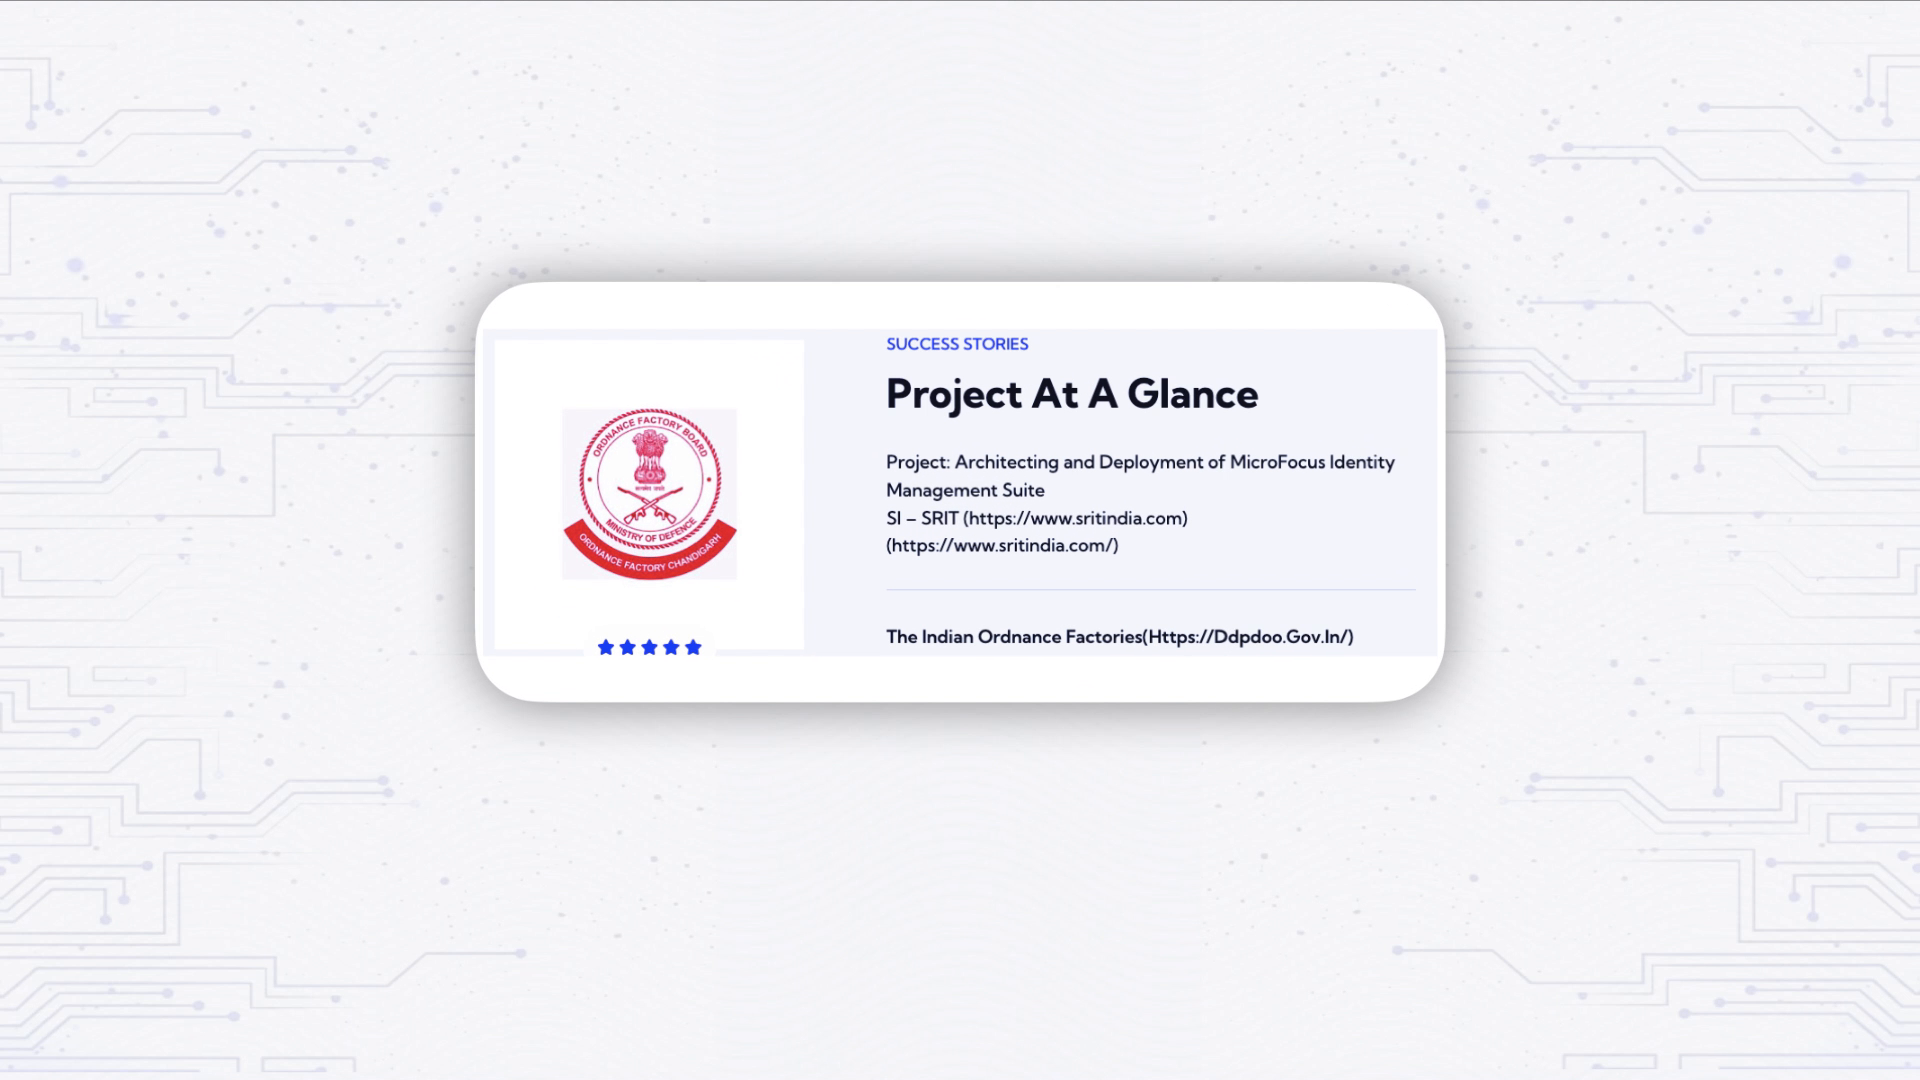 ORDNANCE FACTORY BOARD
MINISTRY OF DEFENCE
ORDNANCE FACTORY CHANDIGARH
SUCCESS STORIES
Project At A Glance
Project: Architecting and Deployment of MicroFocus Identity
Management Suite
SI – SRIT (https://www.sritindia.com)
(https://www.sritindia.com/)
The Indian Ordnance Factories(Https://Ddpdoo.Gov.In/)